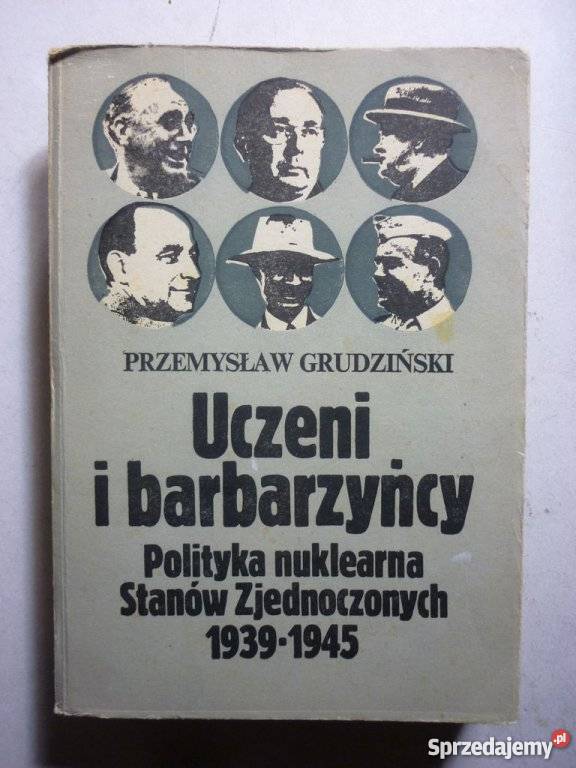 PRZEMYSŁAW GRUDZIŃSKI
Uczeni
i barbarzyńcy
Polityka nuklearna
Stanów Zjednoczonych
1939-1945
Sprzedajemy.pl